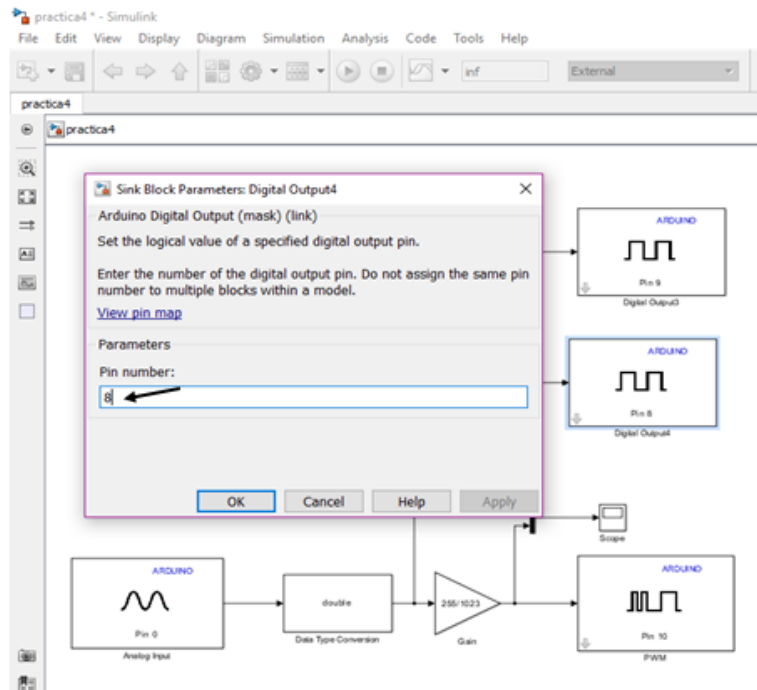 practica4 * - Simulink
File Edit View Display Diagram Simulation Analysis Code Tools Help
inf
External
practica4
practica4
Sink Block Parameters: Digital Output4
Arduino Digital Output (mask) (link)
Set the logical value of a specified digital output pin.
Enter the number of the digital output pin. Do not assign the same pin
number to multiple blocks within a model.
View pin map
Parameters
Pin number:
8
OK Cancel Help Apply
ARDUINO
Pin 9
Digital Output3
ARDUINO
Pin 8
Digital Output4
Scope
ARDUINO
Pin 0
Analog Input
double
Data Type Conversion
255/1023
Gain
ARDUINO
Pin 10
PWM